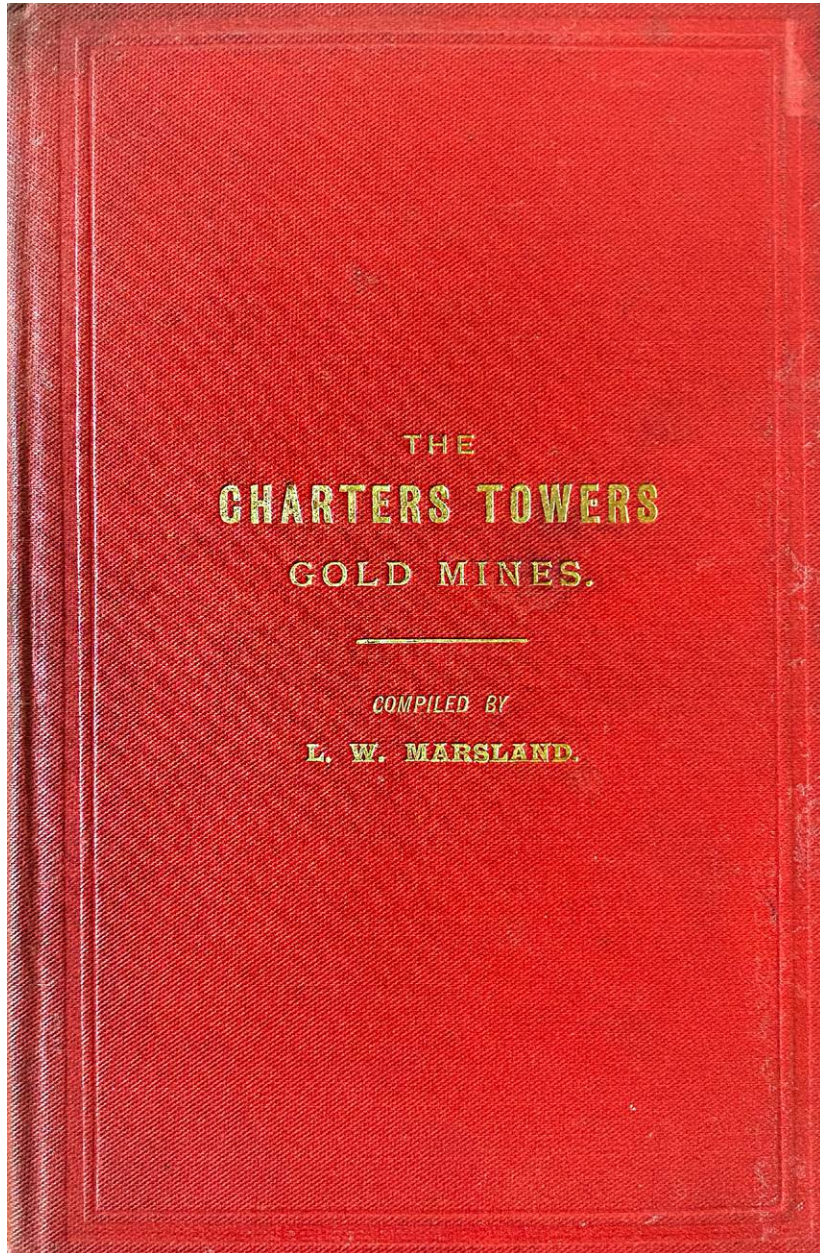 THE
CHARTERS TOWERS
GOLD MINES.
COMPILED BY
L. W. MARSLAND.